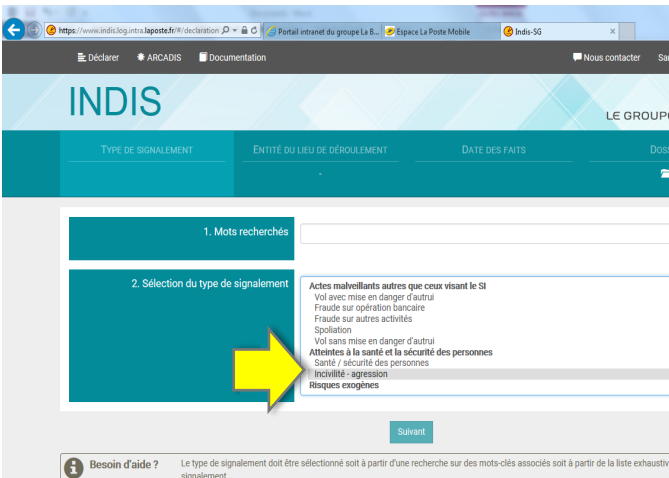 https://www.indis.log.intra.laposte.fr/#/declaration
Portail intranet du groupe La B...
Espace La Poste Mobile
Indis-SG
Déclarer
ARCADIS
Documentation
Nous contacter
INDIS
LE GROUP
TYPE DE SIGNALEMENT
ENTITÉ DU LIEU DE DÉROULEMENT
DATE DES FAITS
-
1. Mots recherchés
2. Sélection du type de signalement
Actes malveillants autres que ceux visant le SI
Vol avec mise en danger d'autrui
Fraude sur opération bancaire
Fraude sur autres activités
Spoliation
Vol sans mise en danger d'autrui
Atteintes à la santé et la sécurité des personnes
Santé / sécurité des personnes
Incivilité - agression
Risques exogènes
Suivant
Besoin d'aide ?
Le type de signalement doit être sélectionné soit à partir d'une recherche sur des mots-clés associés soit à partir de la liste exhaustiv
signalement